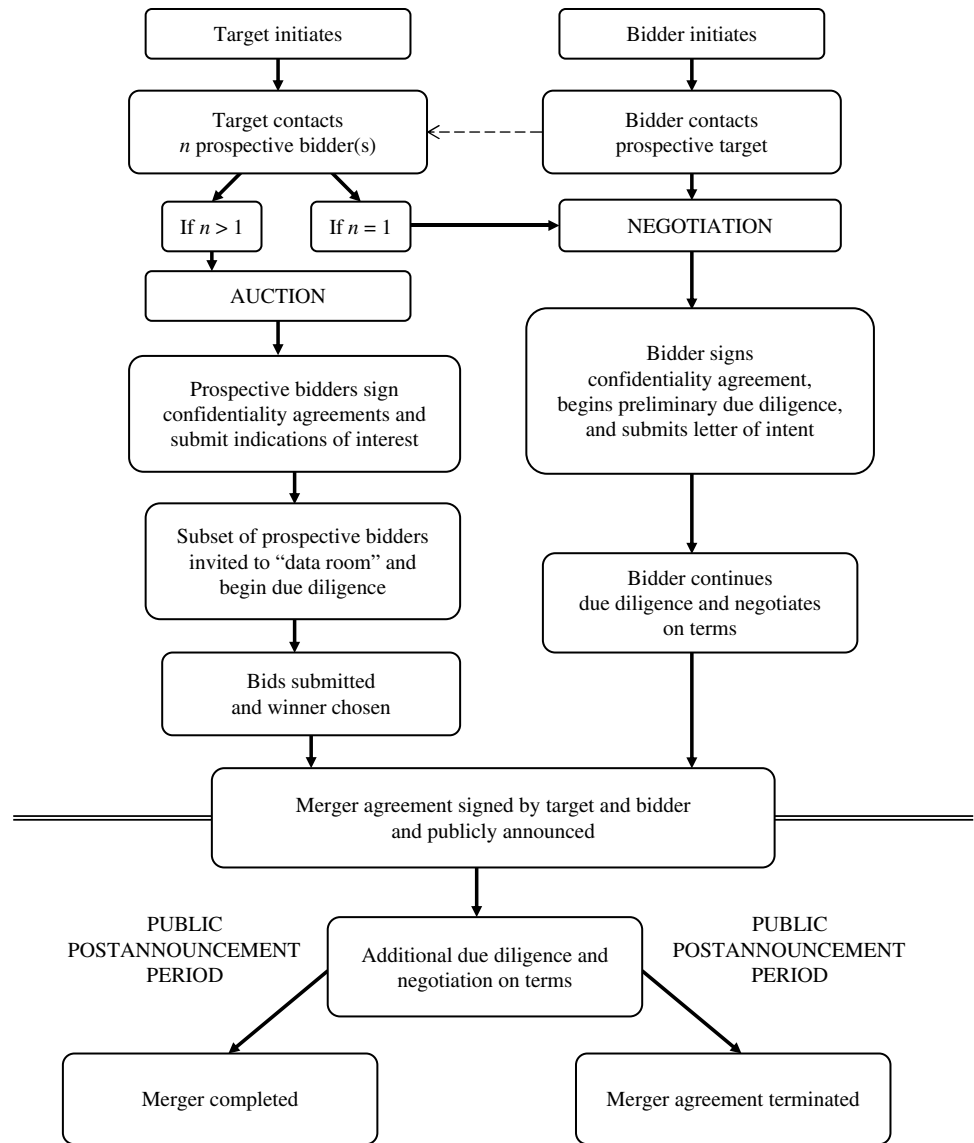 Target initiates
Bidder initiates
Target contacts
n prospective bidder(s)
Bidder contacts
prospective target
If n > 1
If n = 1
NEGOTIATION
AUCTION
Prospective bidders sign
confidentiality agreements and
submit indications of interest
Bidder signs
confidentiality agreement,
begins preliminary due diligence,
and submits letter of intent
Subset of prospective bidders
invited to “data room” and
begin due diligence
Bidder continues
due diligence and negotiates
on terms
Bids submitted
and winner chosen
Merger agreement signed by target and bidder
and publicly announced
PUBLIC
POSTANNOUNCEMENT
PERIOD
Additional due diligence and
negotiation on terms
PUBLIC
POSTANNOUNCEMENT
PERIOD
Merger completed
Merger agreement terminated